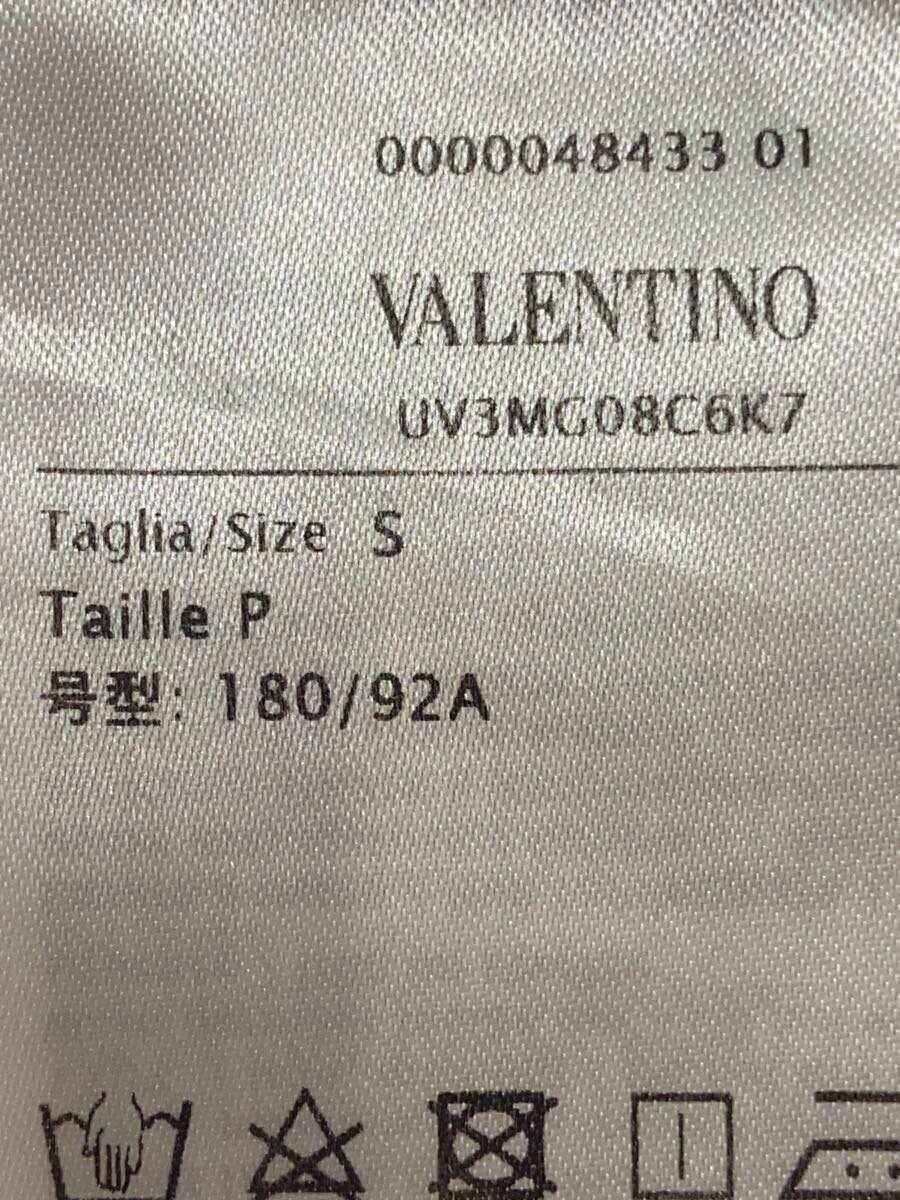 0000048433 01
VALENTINO
UV3MG08C6K7
Taglia/Size S
Taille P
号型: 180/92A